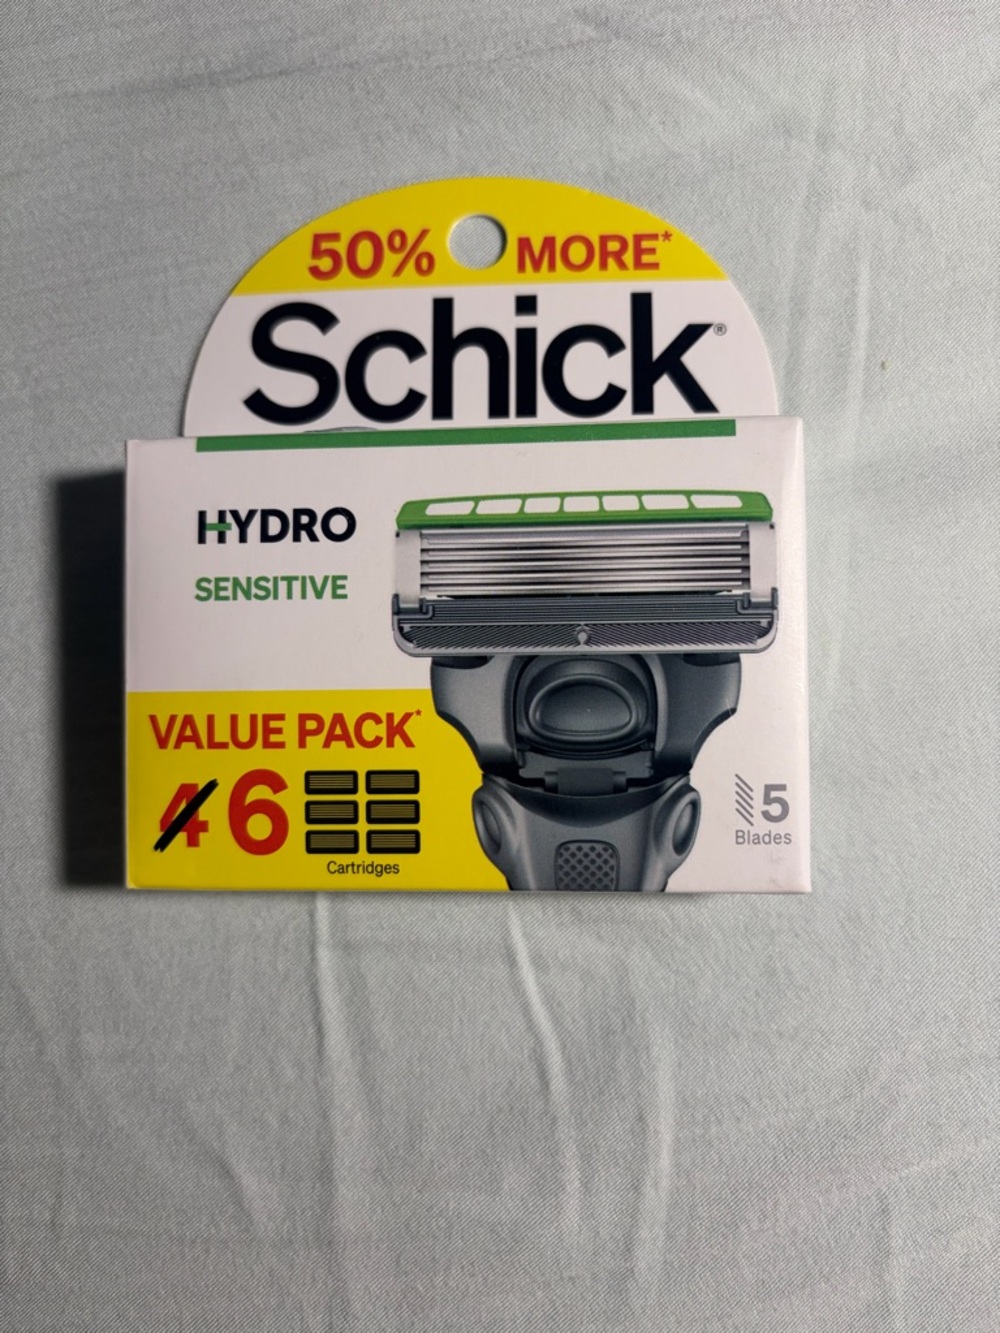 50% MORE*
Schick®
HYDRO
SENSITIVE
VALUE PACK*
4 6
Cartridges
5
Blades